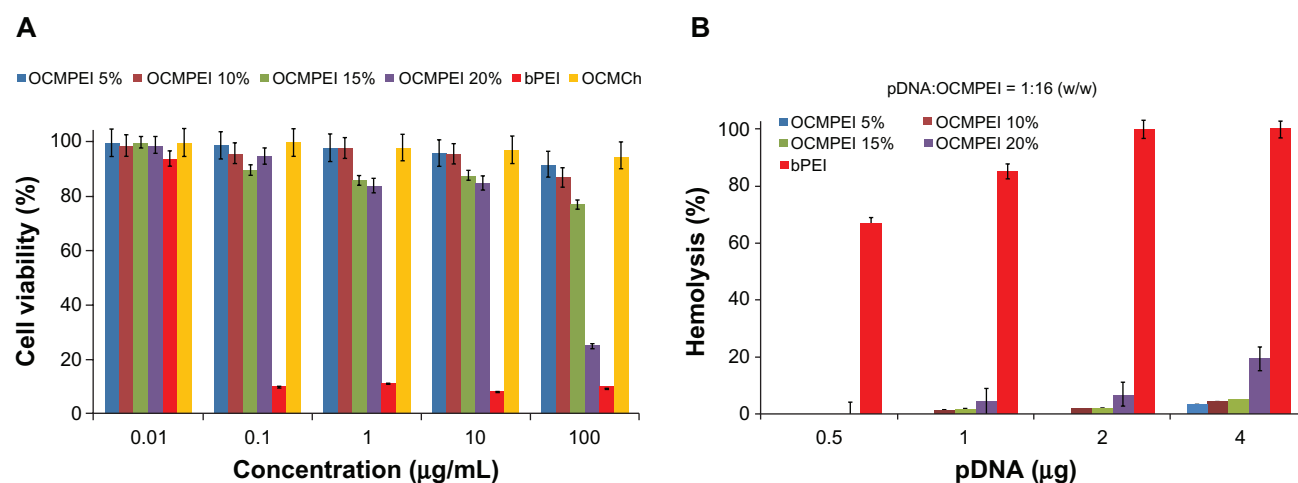 A
OCMPEI 5% OCMPEI 10% OCMPEI 15% OCMPEI 20% bPEI OCMCh
Cell viability (%)
100
80
60
40
20
0
0.01 0.1 1 10 100
Concentration (µg/mL)
B
pDNA:OCMPEI = 1:16 (w/w)
OCMPEI 5% OCMPEI 10%
OCMPEI 15% OCMPEI 20%
bPEI
Hemolysis (%)
100
80
60
40
20
0
0.5 1 2 4
pDNA (µg)